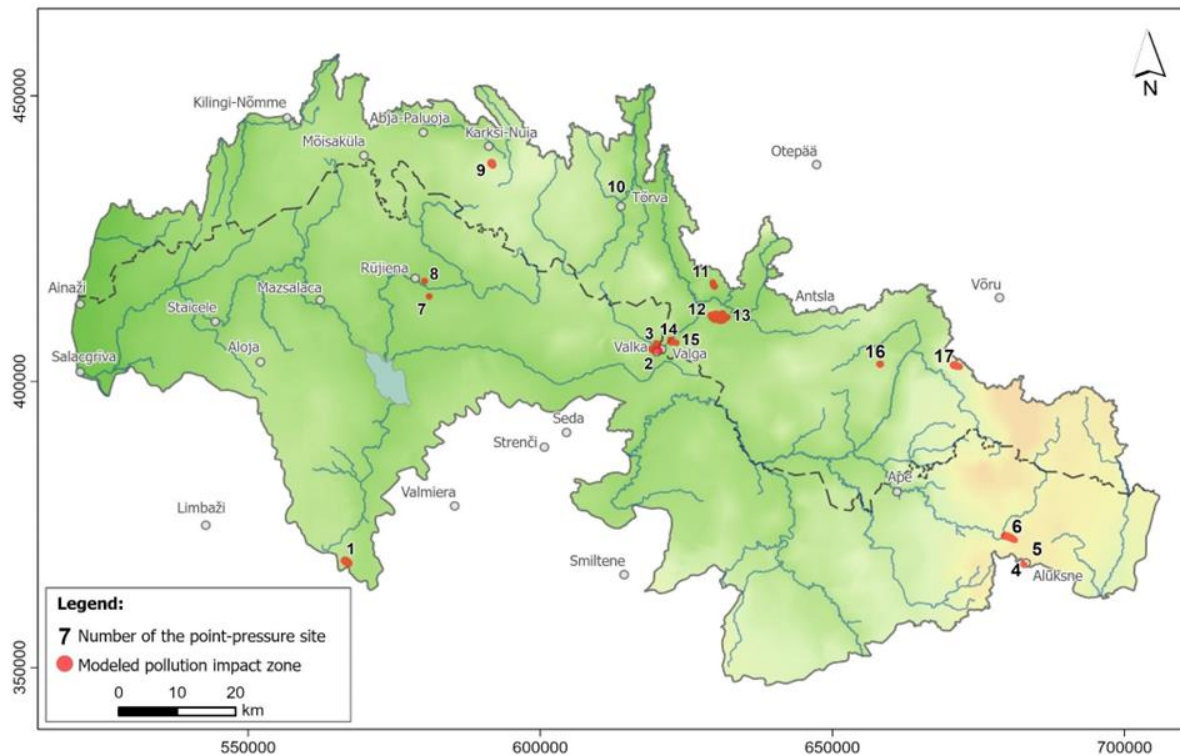 450000
400000
350000
550000
600000
650000
700000
N
Kilingi-Nõmme
Abja-Paluoja
Karksi-Nuia
Mõisaküla
9
Otepää
10
Tõrva
Ainaži
Rūjiena
8
7
11
Mazsalaca
Staicele
12
13
Antsla
Võru
Salacgrīva
Aloja
3
14
15
Valka
Valga
2
16
17
Seda
Strenči
Ape
Valmiera
Limbaži
6
1
Smiltene
5
4
Alūksne
Legend:
7 Number of the point-pressure site
Modeled pollution impact zone
0 10 20
km